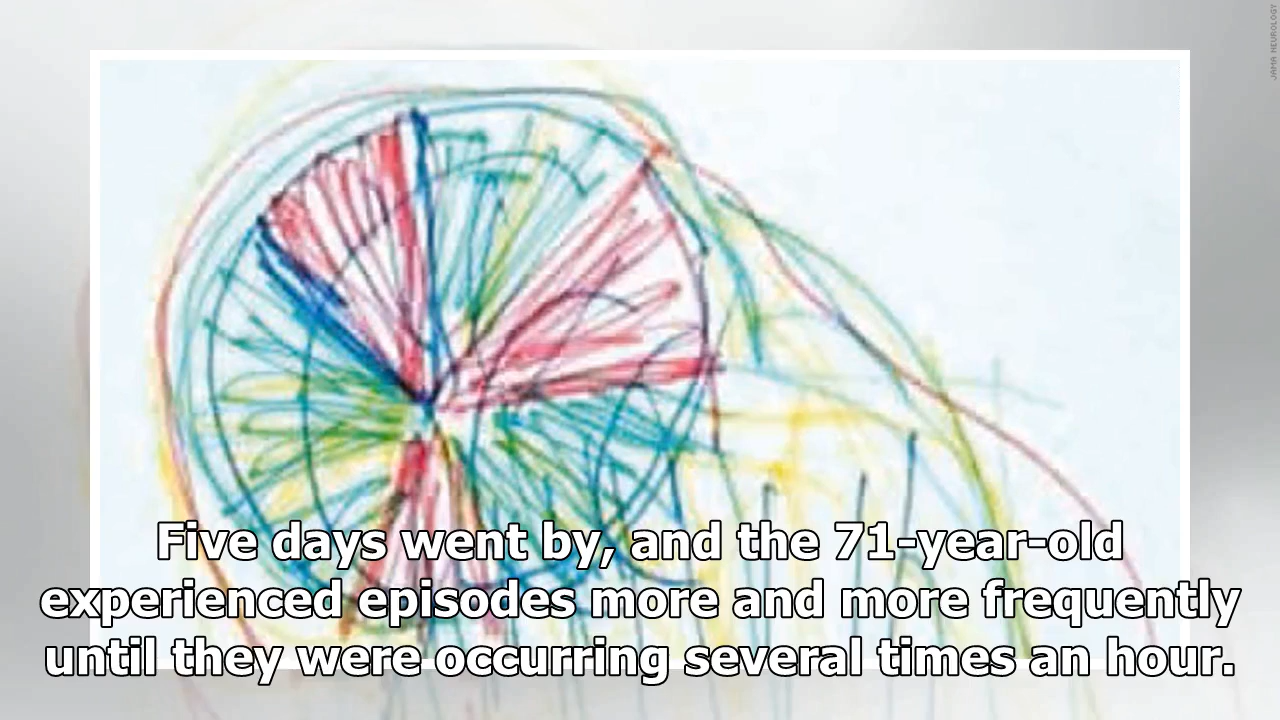 JAMA NEUROLOGY
Five days went by, and the 71-year-old
experienced episodes more and more frequently
until they were occurring several times an hour.